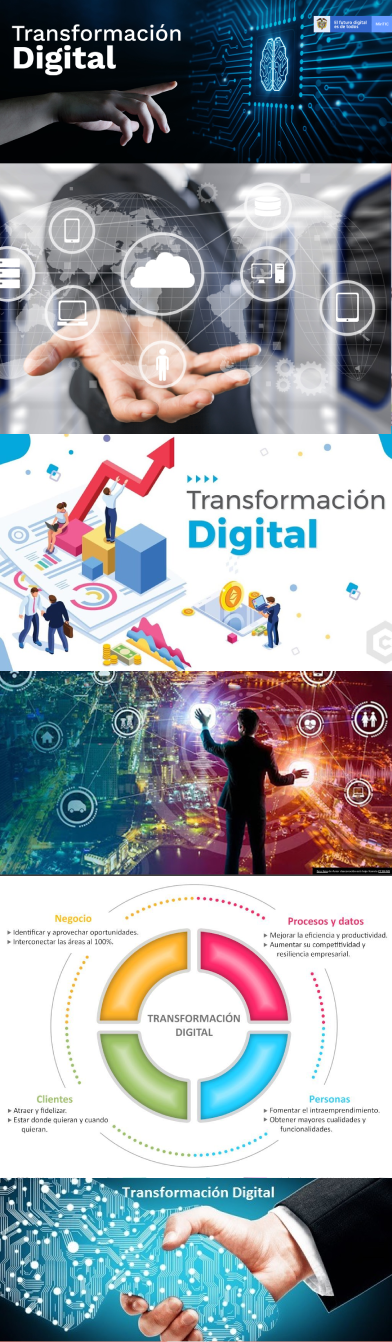 Transformación
Digital
El futuro digital
es de todos
MinTIC
Transformación
Digital
Negocio
Identificar y aprovechar oportunidades.
Interconectar las áreas al 100%.
Procesos y datos
Mejorar la eficiencia y productividad.
Aumentar su competitividad y
resiliencia empresarial.
TRANSFORMACIÓN
DIGITAL
Clientes
Atraer y fidelizar.
Estar donde quieran y cuando
quieran.
Personas
Fomentar el intraemprendimiento.
Obtener mayores cualidades y
funcionalidades.
Transformación Digital